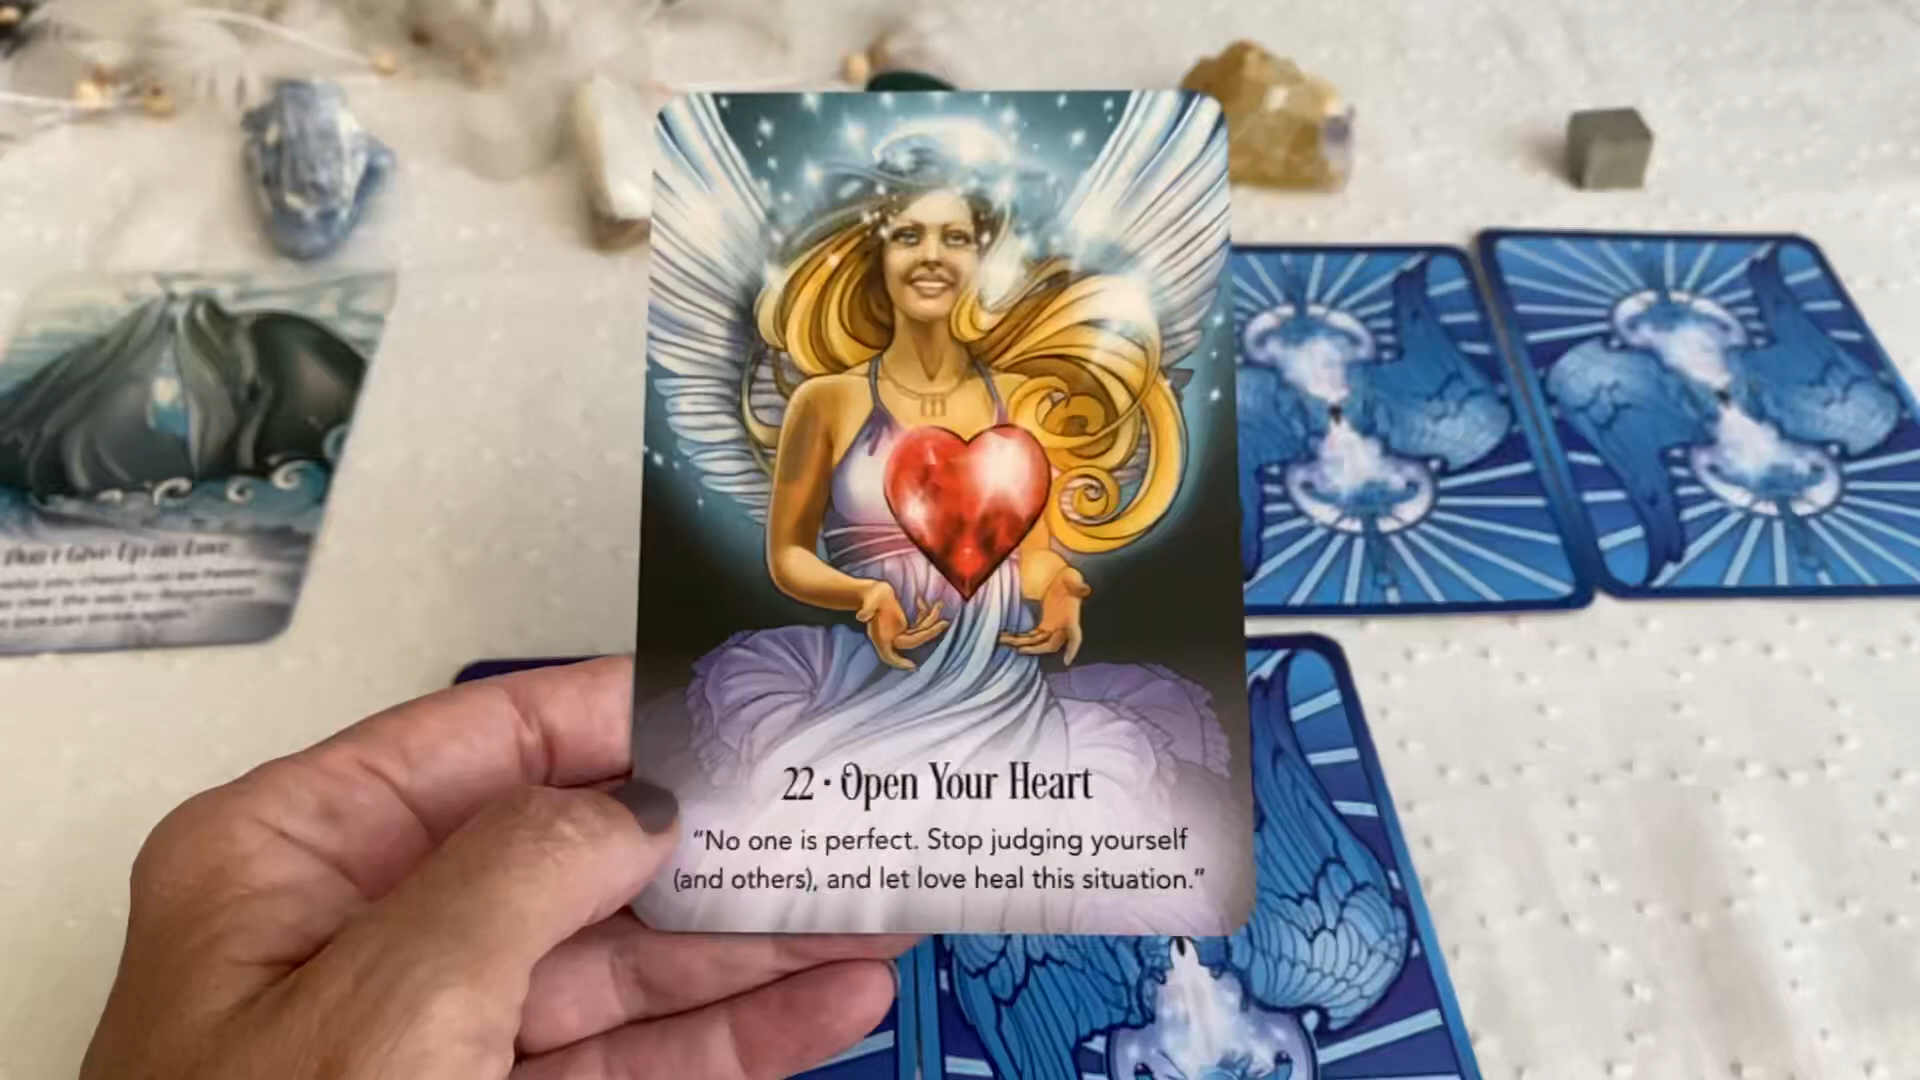 Don't Give Up on Love
22 · Open Your Heart
“No one is perfect. Stop judging yourself
(and others), and let love heal this situation.”